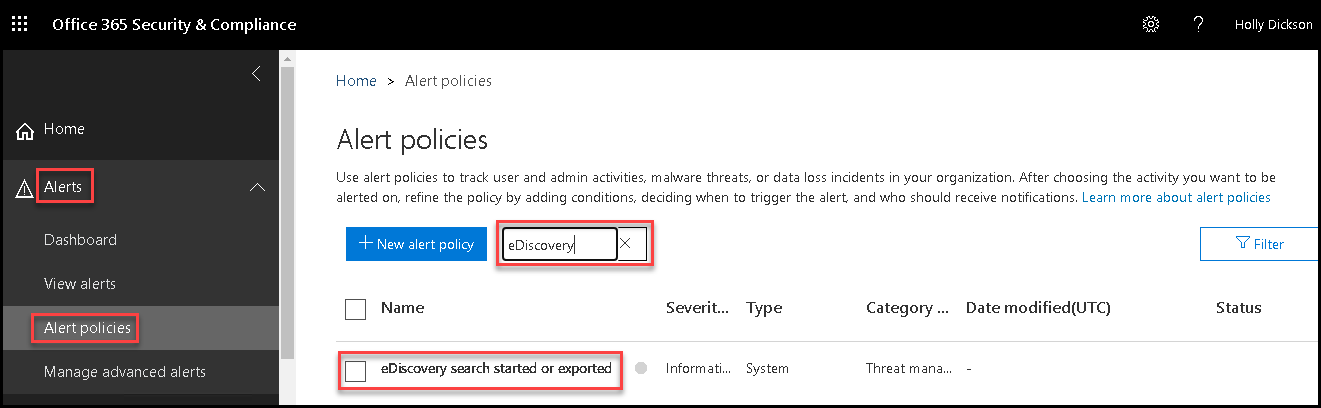 Office 365 Security & Compliance
?
Holly Dickson
Home
Alerts
Dashboard
View alerts
Alert policies
Manage advanced alerts
Home > Alert policies
Alert policies
Use alert policies to track user and admin activities, malware threats, or data loss incidents in your organization. After choosing the activity you want to be
alerted on, refine the policy by adding conditions, deciding when to trigger the alert, and who should receive notifications. Learn more about alert policies
+ New alert policy
eDiscovery
Filter
Name Severit... Type Category ... Date modified(UTC) Status
eDiscovery search started or exported Informati... System Threat mana... -